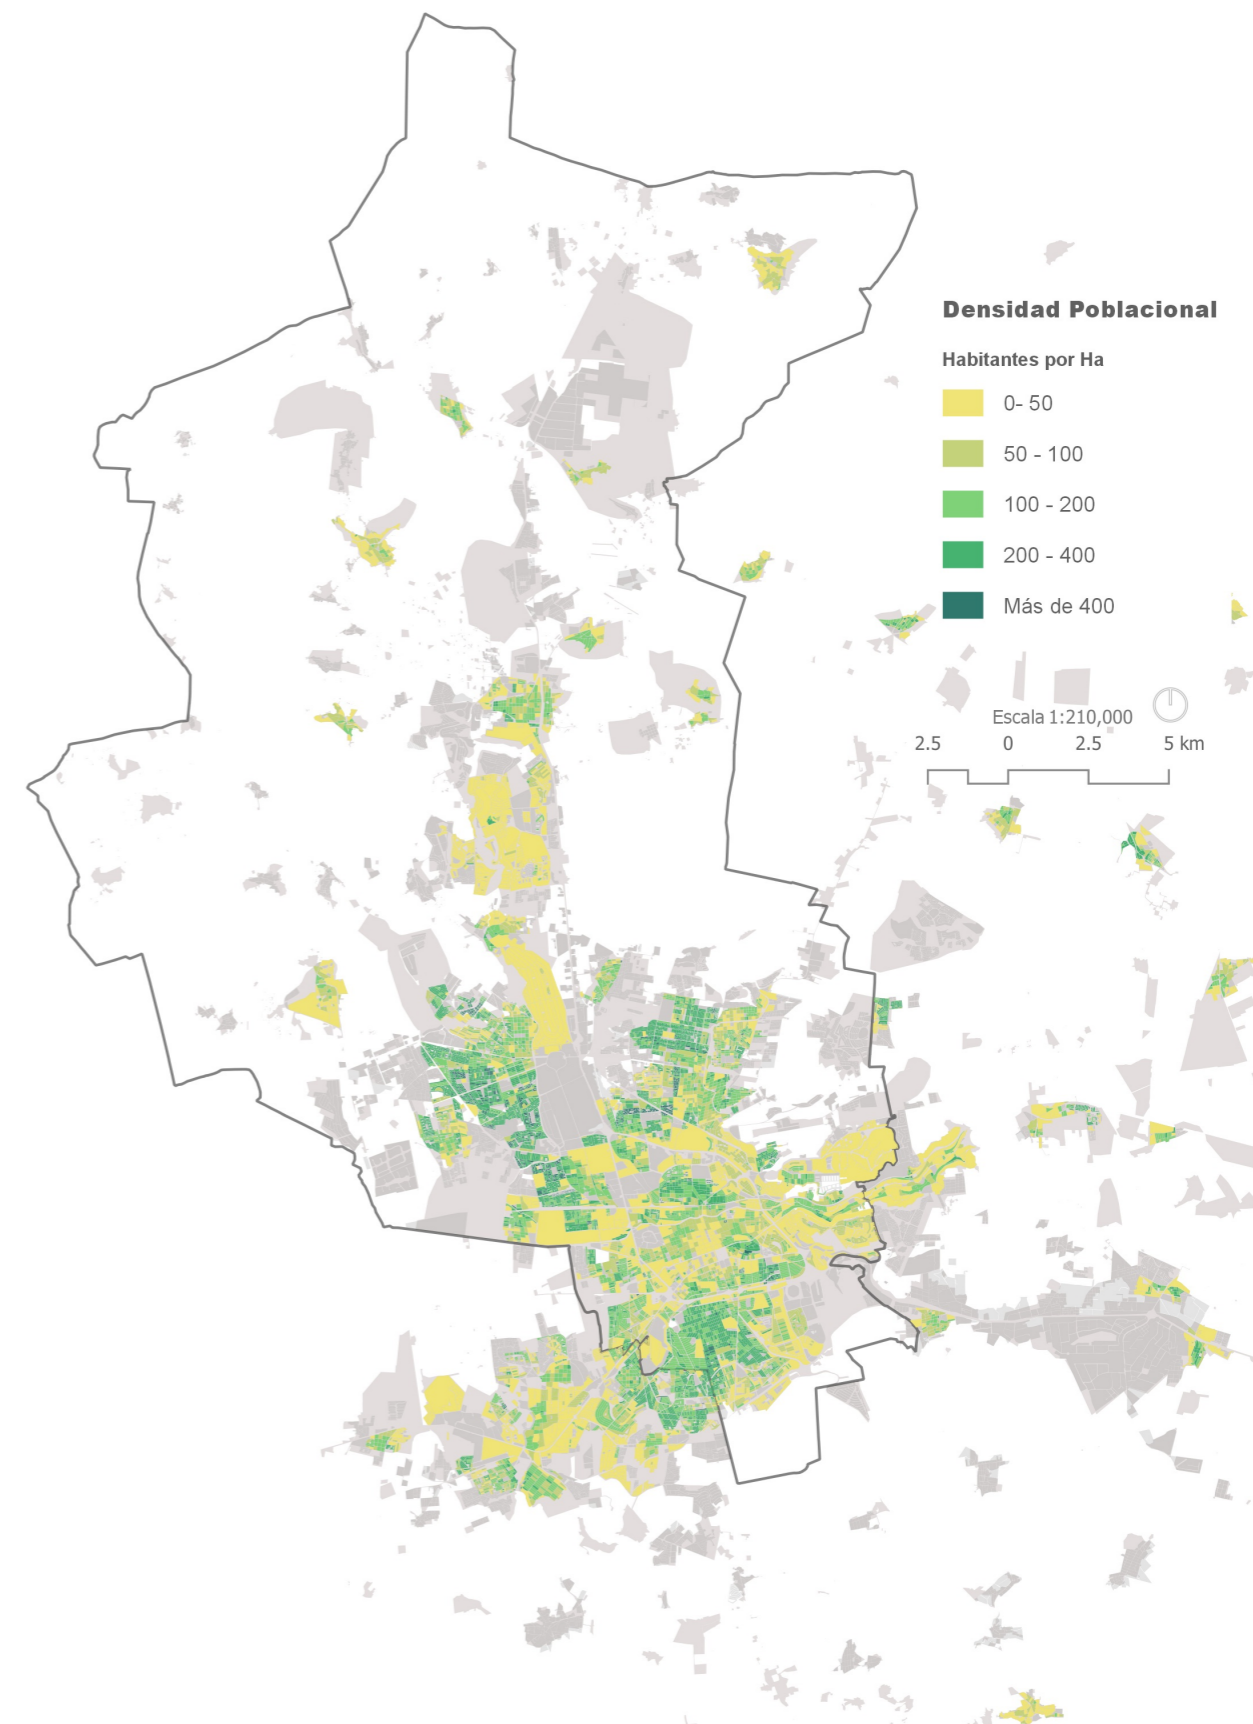 Densidad Poblacional
Habitantes por Ha
0- 50
50 - 100
100 - 200
200 - 400
Más de 400
Escala 1:210,000
2.5 0 2.5 5 km